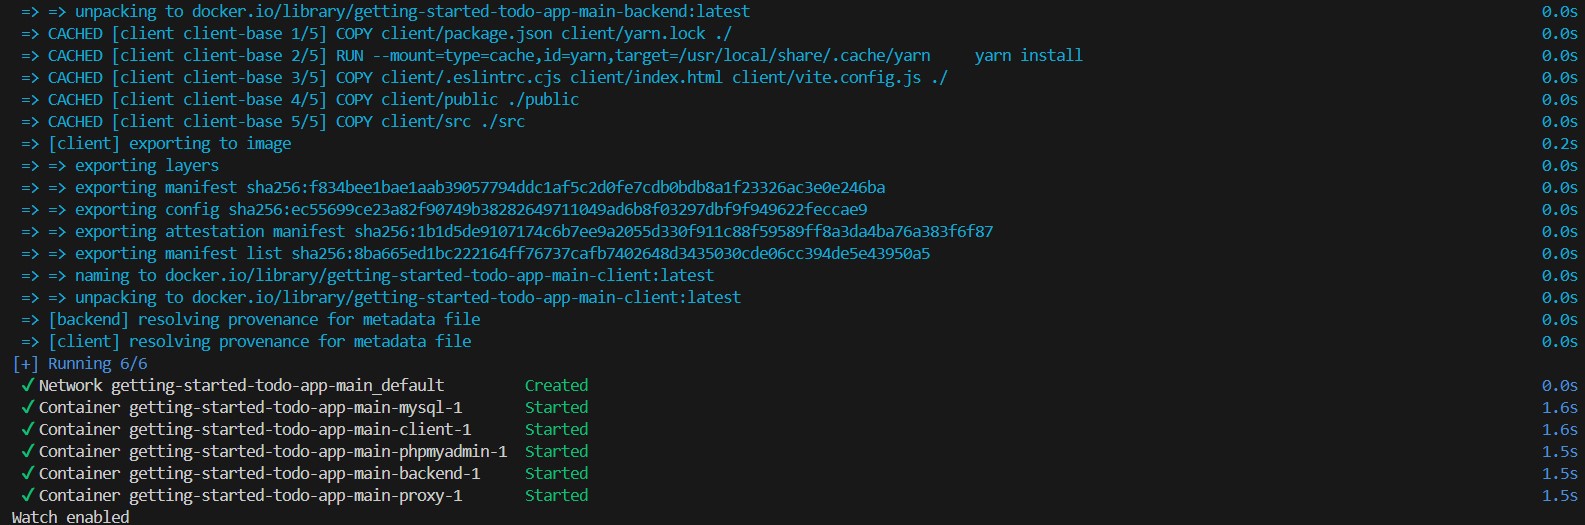 => => unpacking to docker.io/library/getting-started-todo-app-main-backend:latest 0.0s
=> CACHED [client client-base 1/5] COPY client/package.json client/yarn.lock ./ 0.0s
=> CACHED [client client-base 2/5] RUN --mount=type=cache,id=yarn,target=/usr/local/share/.cache/yarn     yarn install 0.0s
=> CACHED [client client-base 3/5] COPY client/.eslintrc.cjs client/index.html client/vite.config.js ./ 0.0s
=> CACHED [client client-base 4/5] COPY client/public ./public 0.0s
=> CACHED [client client-base 5/5] COPY client/src ./src 0.0s
=> [client] exporting to image 0.2s
=> => exporting layers 0.0s
=> => exporting manifest sha256:f834bee1bae1aab39057794ddc1af5c2d0fe7cdb0bdb8a1f23326ac3e0e246ba 0.0s
=> => exporting config sha256:ec55699ce23a82f90749b38282649711049ad6b8f03297dbf9f949622feccae9 0.0s
=> => exporting attestation manifest sha256:1b1d5de9107174c6b7ee9a2055d330f911c88f59589ff8a3da4ba76a383f6f87 0.0s
=> => exporting manifest list sha256:8ba665ed1bc222164ff76737cafb7402648d3435030cde06cc394de5e43950a5 0.0s
=> => naming to docker.io/library/getting-started-todo-app-main-client:latest 0.0s
=> => unpacking to docker.io/library/getting-started-todo-app-main-client:latest 0.0s
=> [backend] resolving provenance for metadata file 0.0s
=> [client] resolving provenance for metadata file 0.0s
[+] Running 6/6
✔ Network getting-started-todo-app-main_default Created 0.0s
✔ Container getting-started-todo-app-main-mysql-1 Started 1.6s
✔ Container getting-started-todo-app-main-client-1 Started 1.6s
✔ Container getting-started-todo-app-main-phpmyadmin-1 Started 1.5s
✔ Container getting-started-todo-app-main-backend-1 Started 1.5s
✔ Container getting-started-todo-app-main-proxy-1 Started 1.5s
Watch enabled